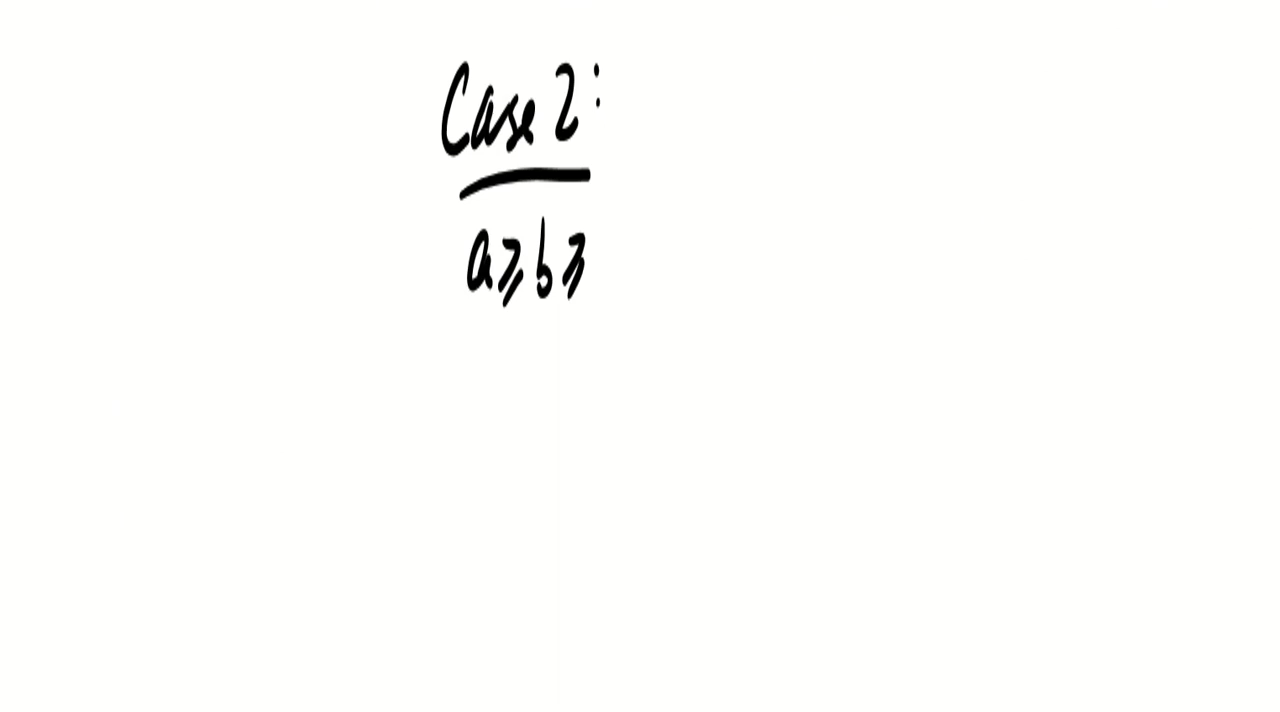 Case 2:
a ≥ b ≥